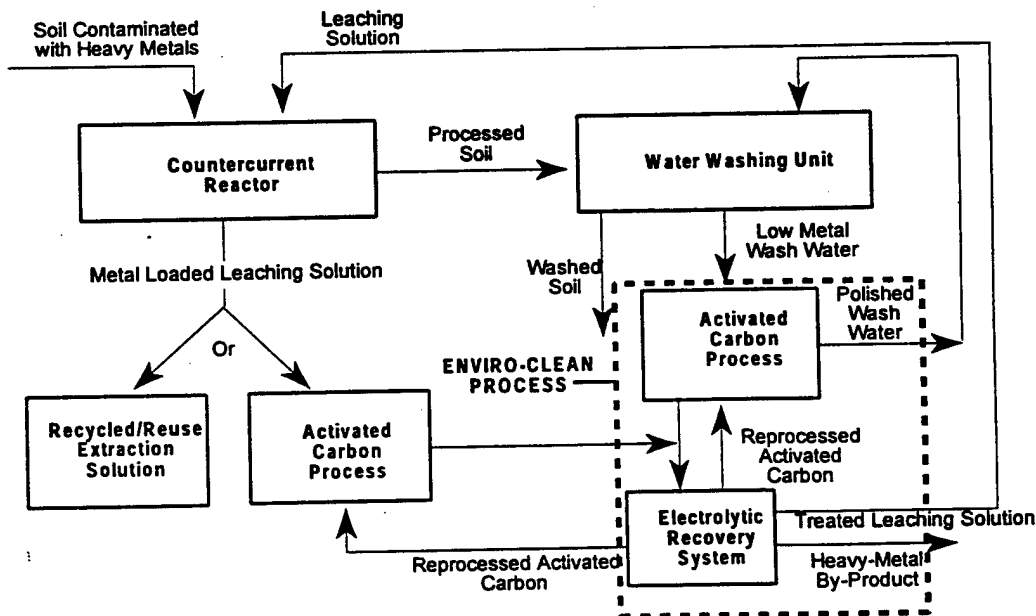 Soil Contaminated
with Heavy Metals
Leaching
Solution
Countercurrent
Reactor
Processed
Soil
Water Washing Unit
Metal Loaded Leaching Solution
Washed
Soil
Low Metal
Wash Water
Or
ENVIRO-CLEAN
PROCESS
Activated
Carbon
Process
Polished
Wash
Water
Recycled/Reuse
Extraction
Solution
Activated
Carbon
Process
Reprocessed
Activated
Carbon
Reprocessed Activated
Carbon
Electrolytic
Recovery
System
Treated Leaching Solution
Heavy-Metal
By-Product